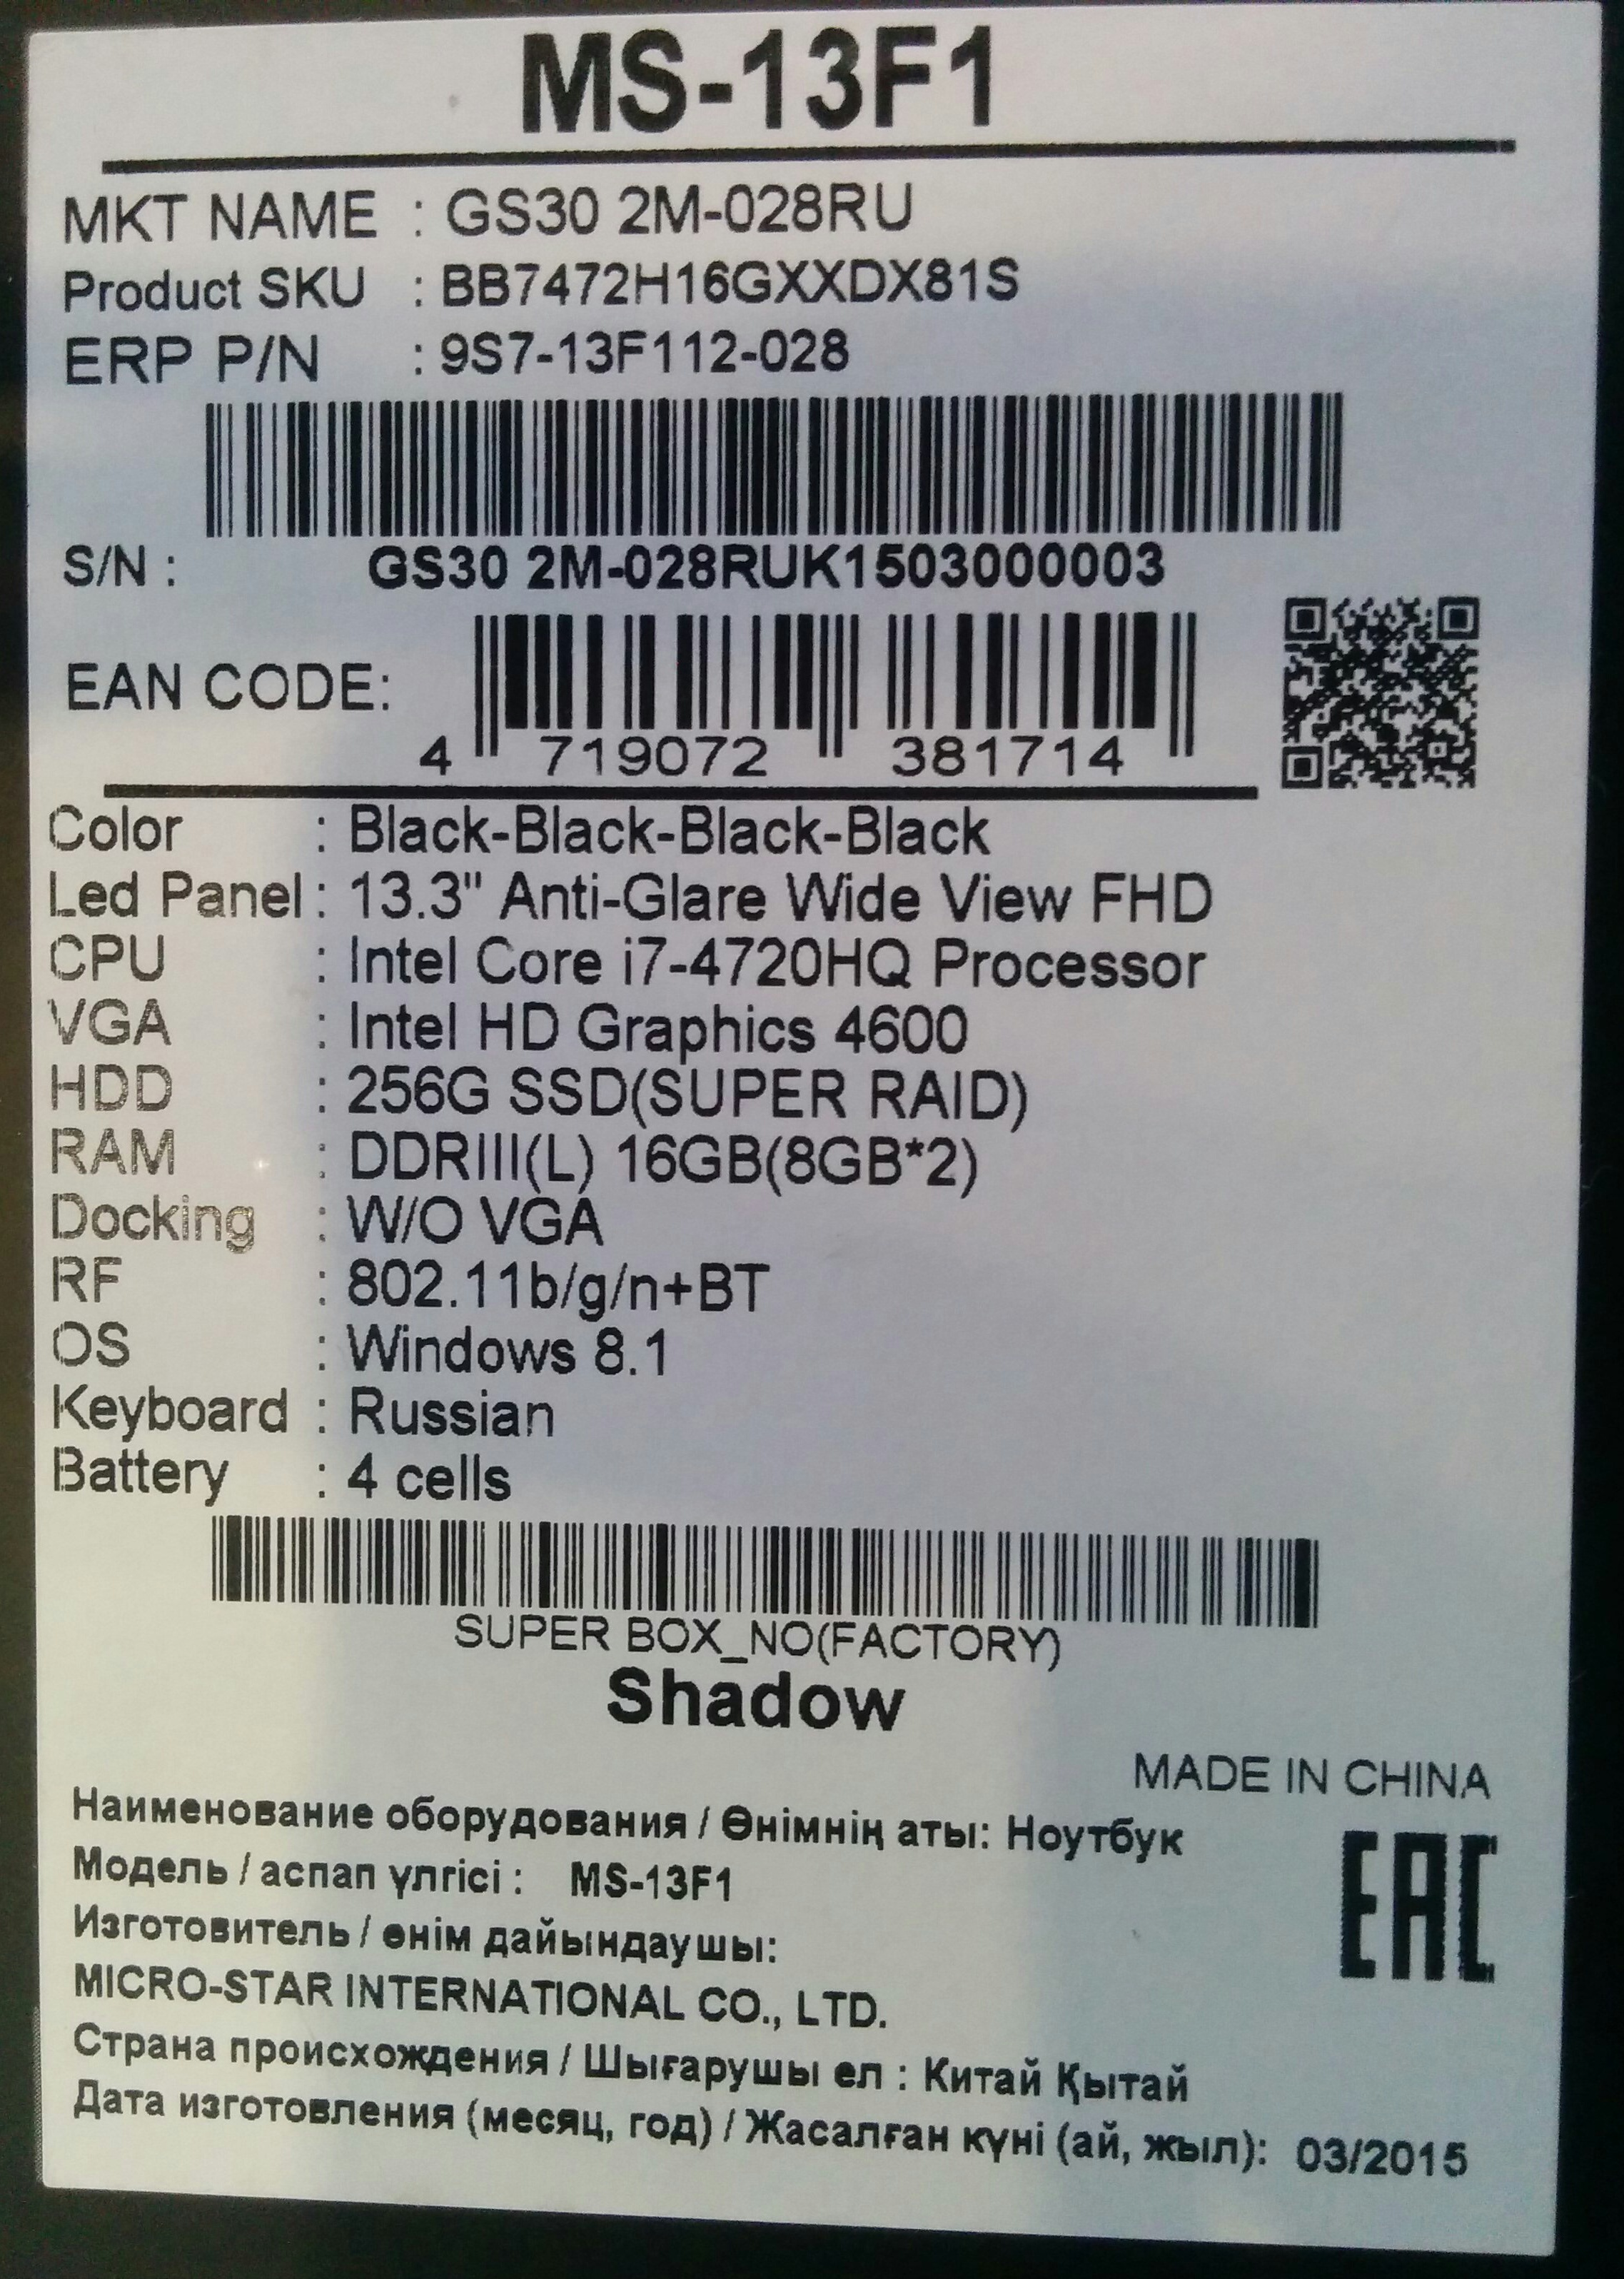 MS-13F1
MKT NAME : GS30 2M-028RU
Product SKU : BB7472H16GXXDX81S
ERP P/N : 9S7-13F112-028
S/N : GS30 2M-028RUK1503000003
EAN CODE: 4 719072 381714
Color : Black-Black-Black-Black
Led Panel : 13.3" Anti-Glare Wide View FHD
CPU : Intel Core i7-4720HQ Processor
VGA : Intel HD Graphics 4600
HDD : 256G SSD(SUPER RAID)
RAM : DDRIII(L) 16GB(8GB*2)
Docking : W/O VGA
RF : 802.11b/g/n+BT
OS : Windows 8.1
Keyboard : Russian
Battery : 4 cells
SUPER BOX_NO(FACTORY)
Shadow
MADE IN CHINA
Наименование оборудования / Өнімнің аты: Ноутбук
Модель / аспап үлгісі : MS-13F1
Изготовитель / өнім дайындаушы:
MICRO-STAR INTERNATIONAL CO., LTD.
Страна происхождения / Шығарушы ел : Китай Қытай
Дата изготовления (месяц, год) / Жасалған күні (ай, жыл): 03/2015
EAC